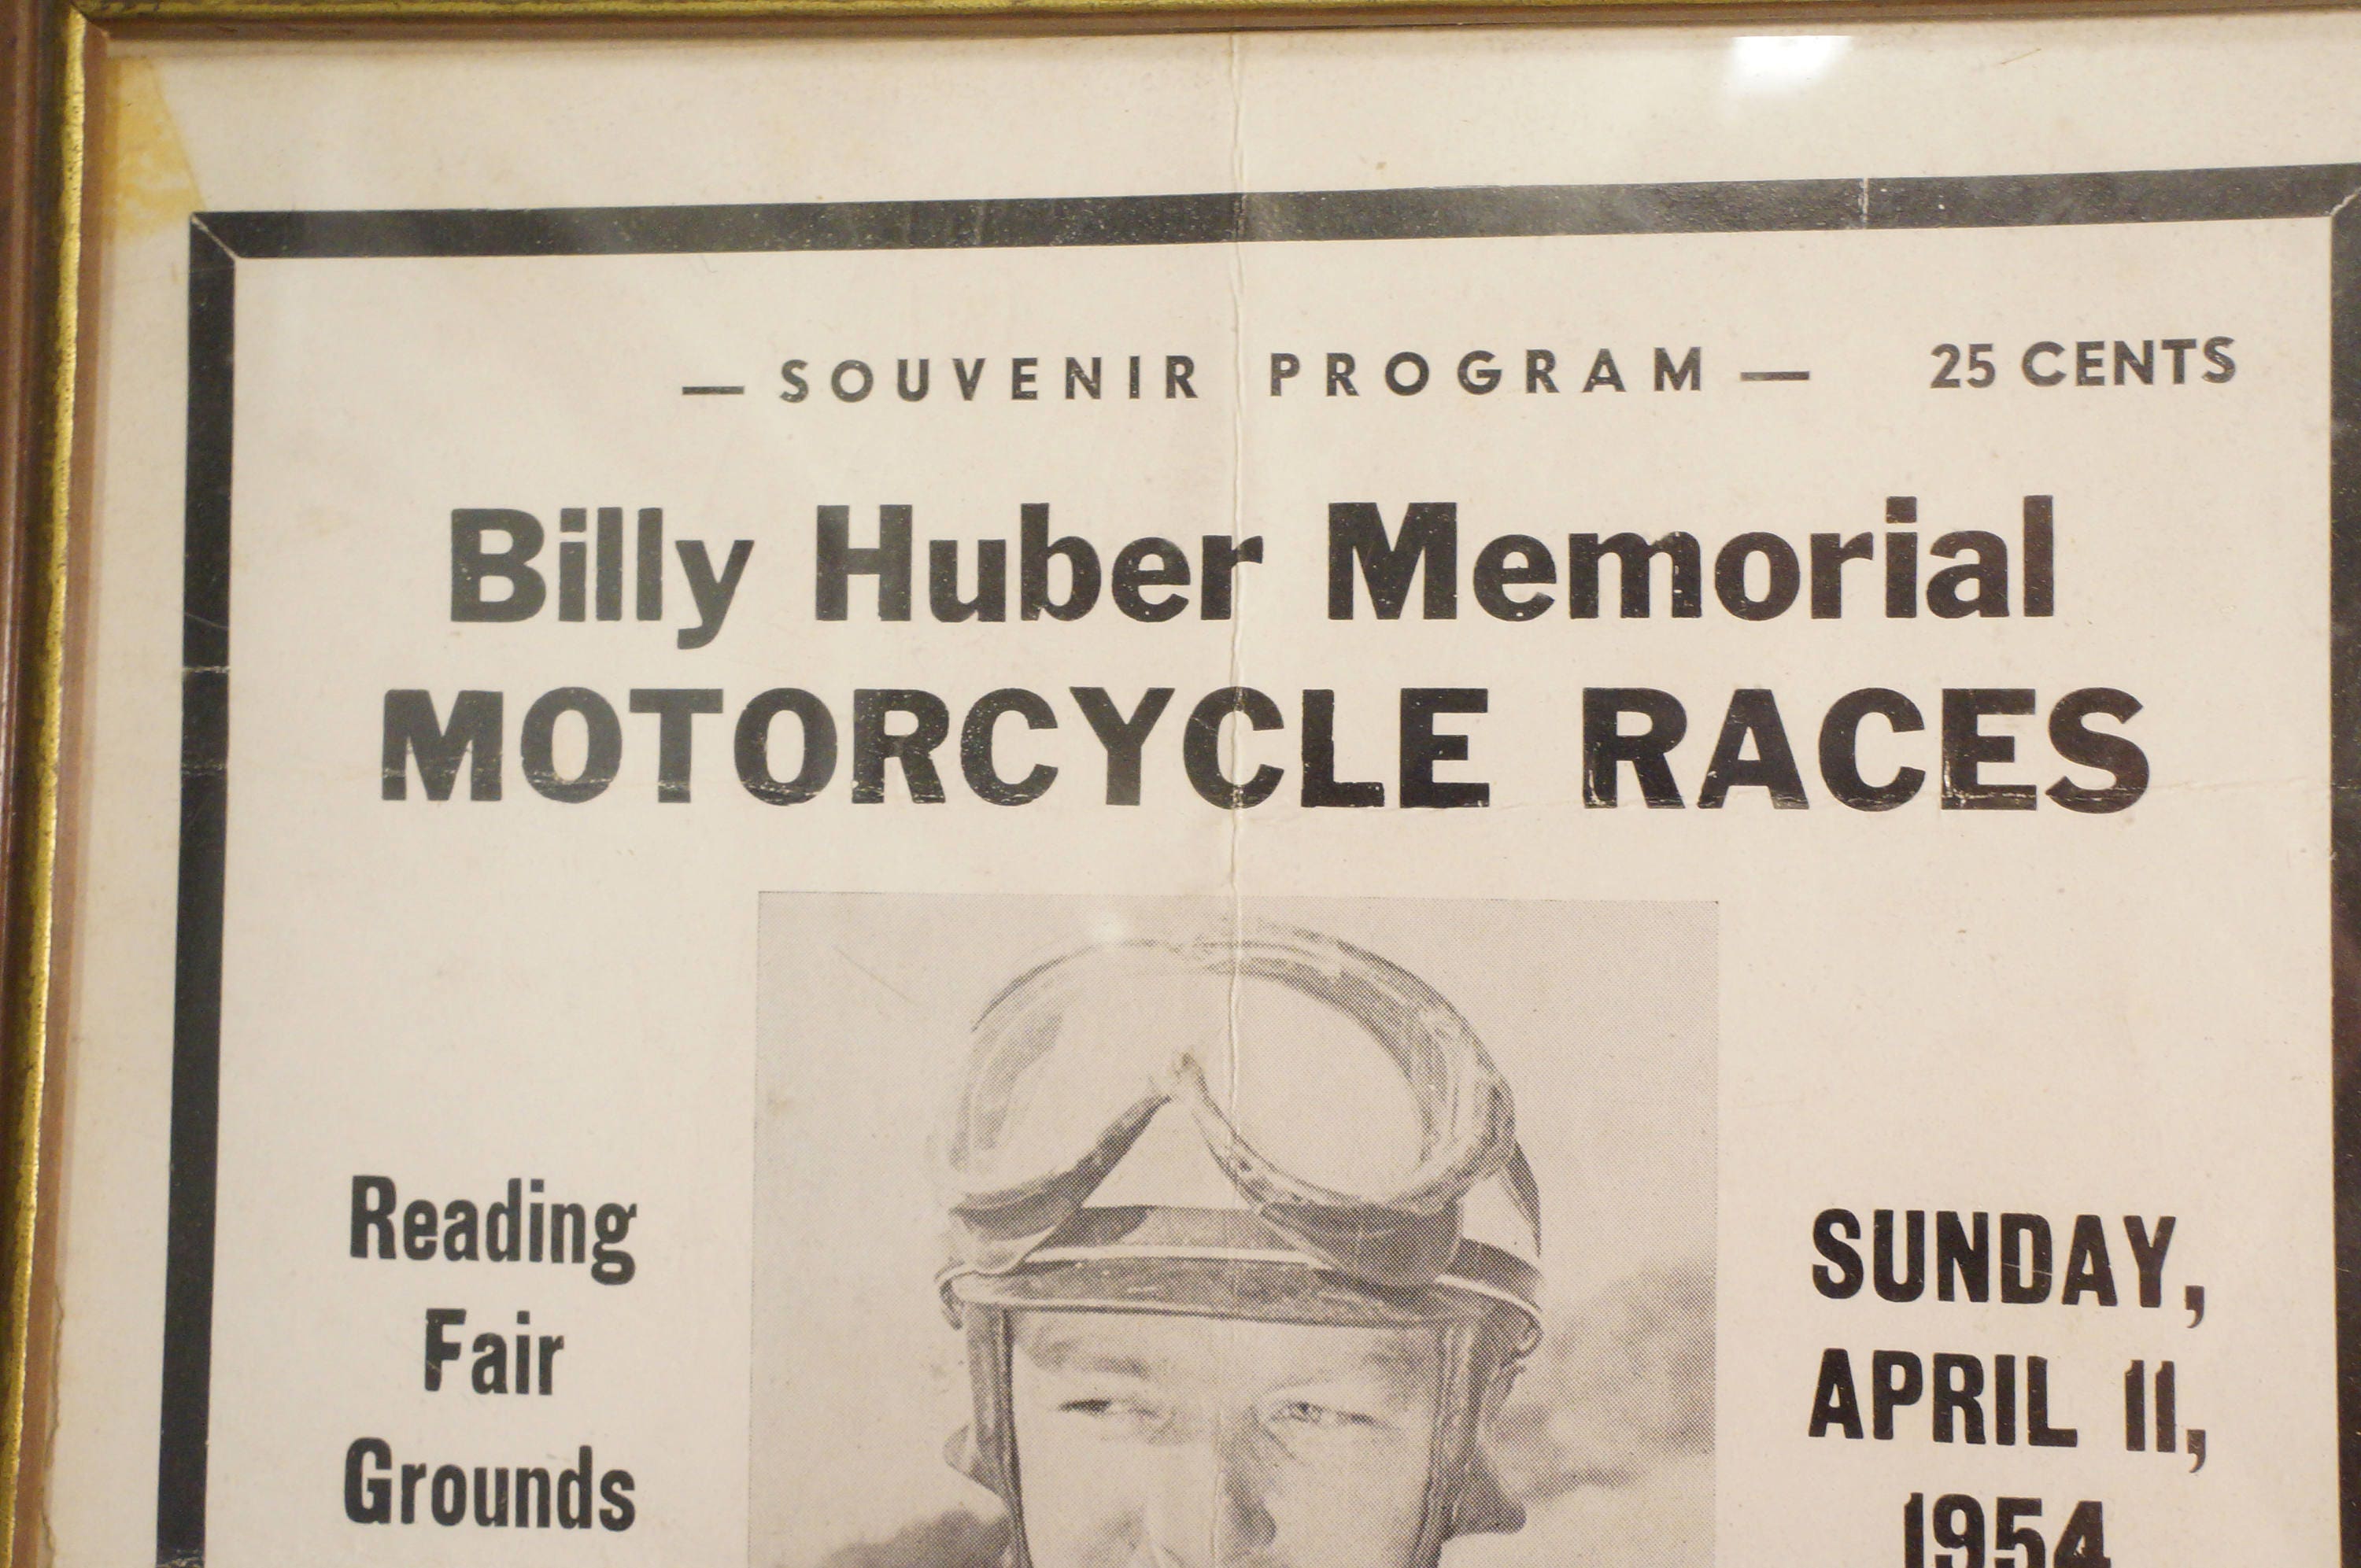 — SOUVENIR PROGRAM — 25 CENTS
Billy Huber Memorial
MOTORCYCLE RACES
Reading
Fair
Grounds
SUNDAY,
APRIL 11,
1954